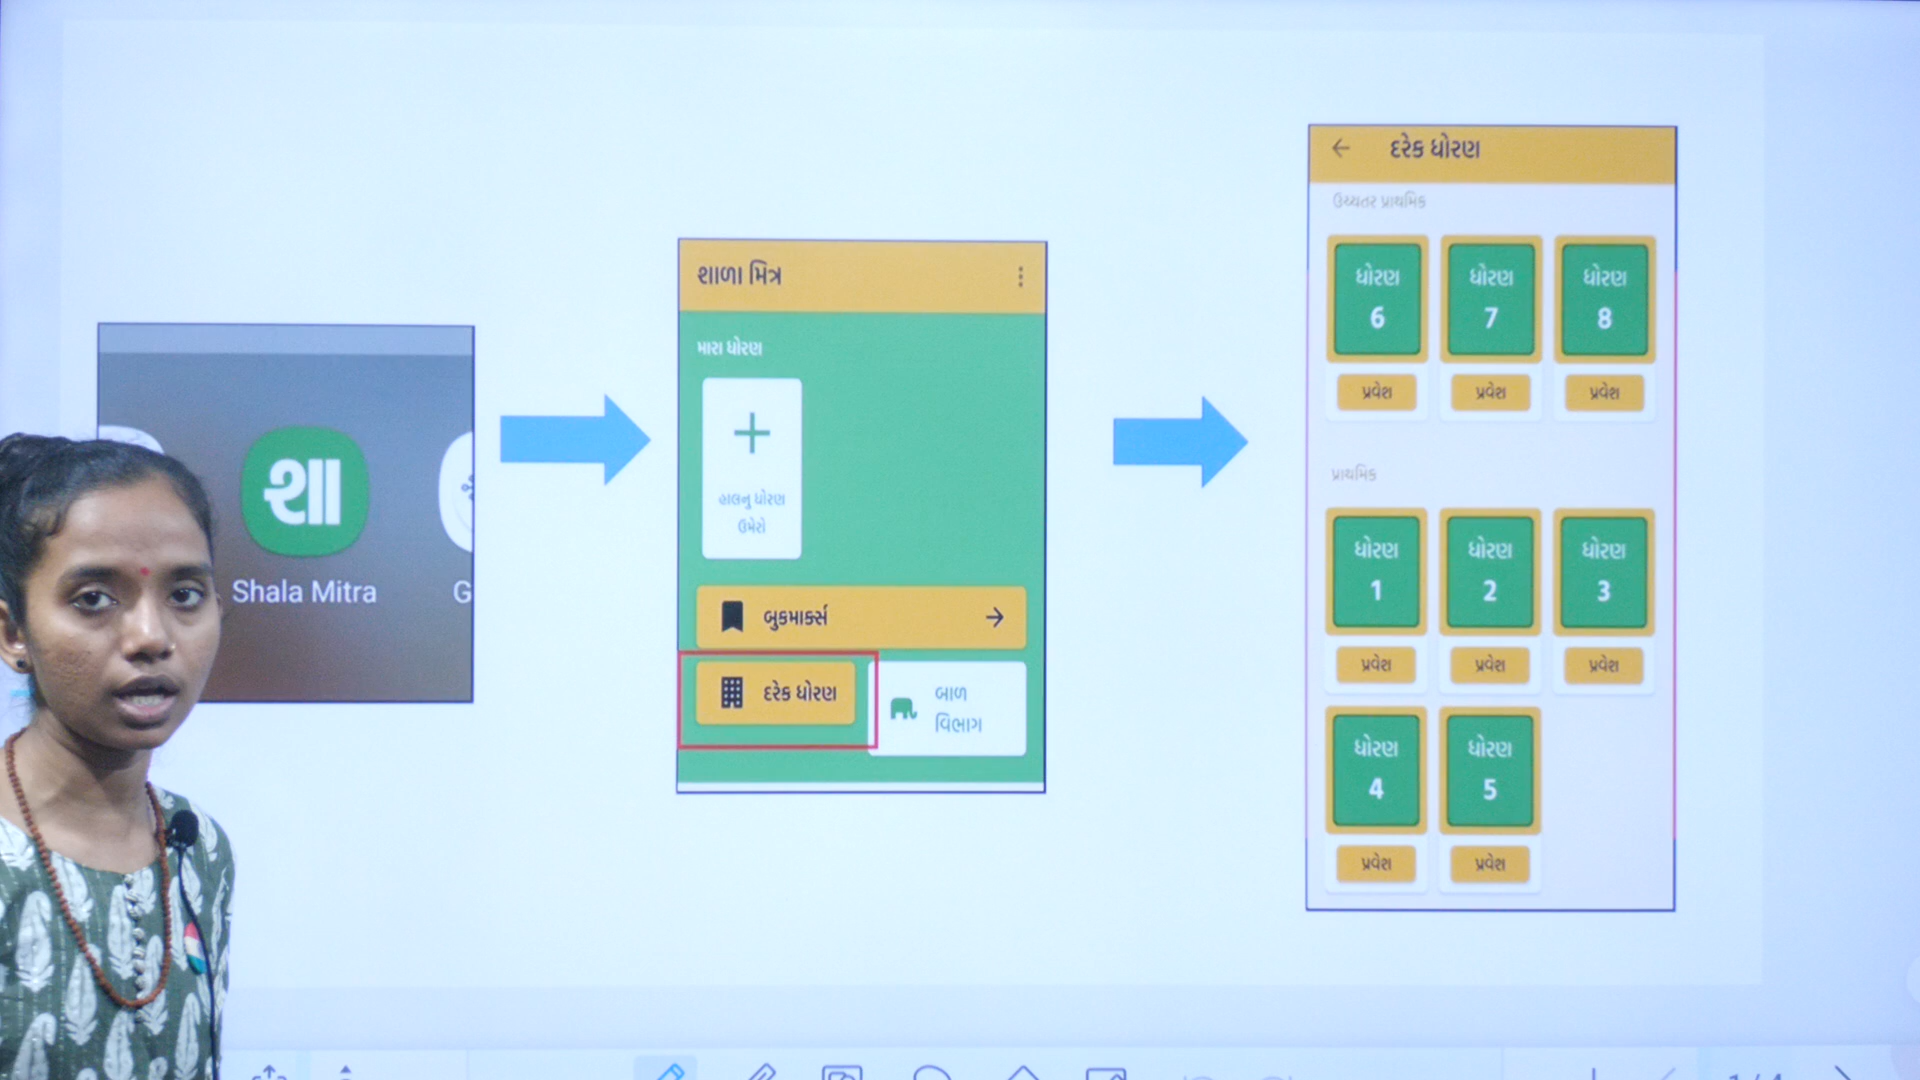 શા
Shala Mitra
G
શાળા મિત્ર
મારા ધોરણ
હાલનુ ધોરણ
ઉમેરો
બુકમાર્ક્સ
દરેક ધોરણ
બાળ
વિભાગ
દરેક ધોરણ
ઉચ્ચતર પ્રાથમિક
ધોરણ 6
ધોરણ 7
ધોરણ 8
પ્રવેશ
પ્રવેશ
પ્રવેશ
પ્રાથમિક
ધોરણ 1
ધોરણ 2
ધોરણ 3
પ્રવેશ
પ્રવેશ
પ્રવેશ
ધોરણ 4
ધોરણ 5
પ્રવેશ
પ્રવેશ
1/4